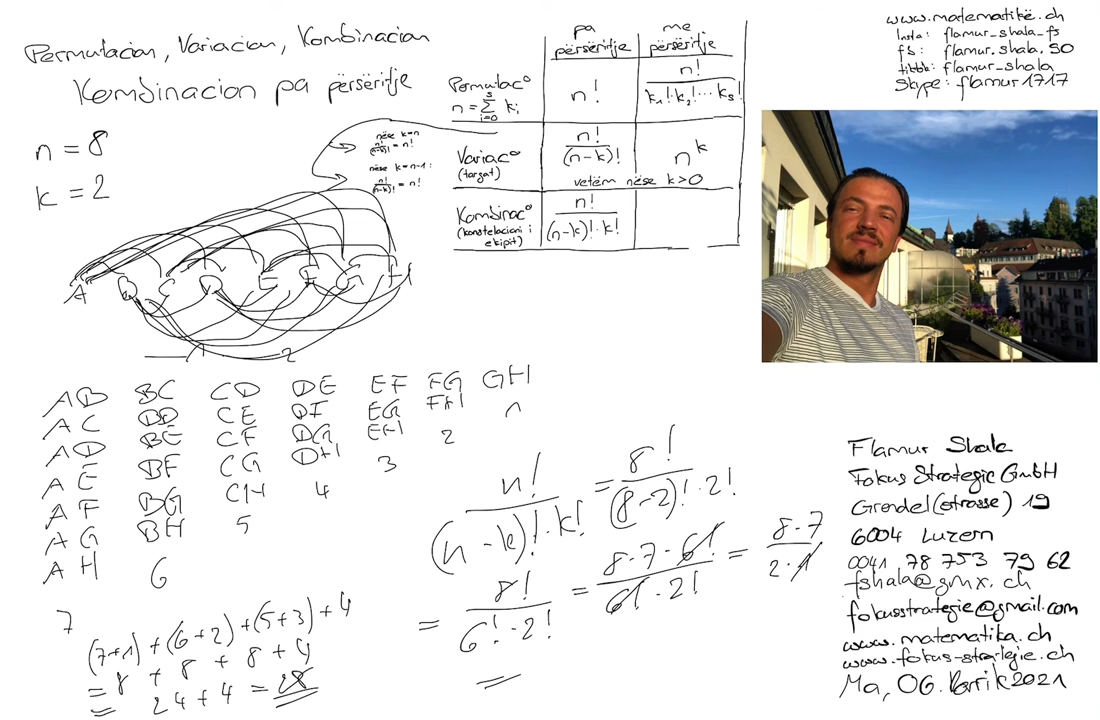 Permutacion, Variacion, Kombinacion
Kombinacion pa përsëritje
n = 8
k = 2
pa përsëritje
me përsëritje
Permutac°
n = Σ ki
s
i=0
n!
n!
k1! · k2! ··· ks!
Variac°
(targat)
n!
(n-k)!
n^k
vetëm nëse k>0
Kombinac°
(konstelacioni i ekipit)
n!
(n-k)! · k!
nëse k=n
n!
(n-k)! = n!
nëse k=n-1:
n!
(n-k)! = n!
www.matematikë.ch
Insta: flamur_shala_fs
fb: flamur.shala.50
tiktok: flamur_shala
Skype: flamur1717
A B C D E F G H
1 2
AB BC CD DE EF FG GH
AC BD CE DF EG FH 1
AD BE CF DG EH 2
AE BF CG DH 3
AF BG CH 4
AG BH 5
AH 6
7
(7+1) + (6+2) + (5+3) + 4
= 8 + 8 + 8 + 4
= 24 + 4 = 28
n!
(n-k)! · k!
= 8!
(8-2)! · 2!
= 8!
6! · 2!
= 8 · 7 · 6!
6! · 2!
= 8 · 7
2 · 1
=
Flamur Shala
Fokus Strategie GmbH
Grendel(strasse) 19
6004 Luzern
0041 78 753 79 62
fshala@gmx.ch
fokusstrategie@gmail.com
www.matematika.ch
www.fokus-strategie.ch
Ma, 06. Korrik 2021